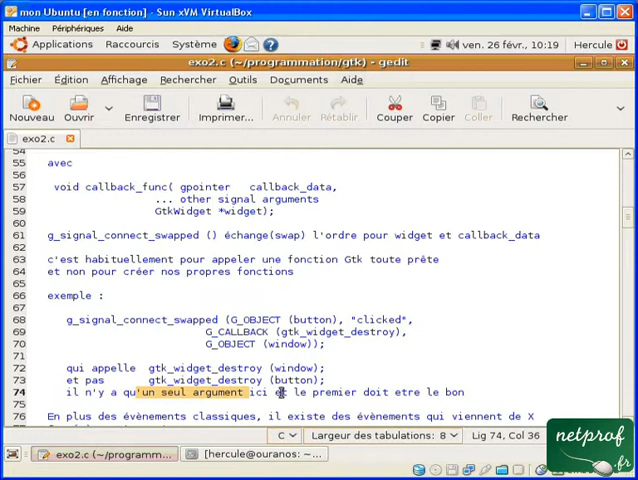 mon Ubuntu [en fonction] - Sun xVM VirtualBox
Machine Périphériques Aide
Applications Raccourcis Système ven. 26 févr., 10:19 Hercule
exo2.c (~/programmation/gtk) - gedit
Fichier Édition Affichage Rechercher Outils Documents Aide
Nouveau Ouvrir Enregistrer Imprimer... Annuler Rétablir Couper Copier Coller Rechercher
exo2.c
54
55 avec
56
57 void callback_func( gpointer callback_data,
58 ... other signal arguments
59 GtkWidget *widget);
60
61 g_signal_connect_swapped () échange(swap) l'ordre pour widget et callback_data
62
63 c'est habituellement pour appeler une fonction Gtk toute prête
64 et non pour créer nos propres fonctions
65
66 exemple :
67
68 g_signal_connect_swapped (G_OBJECT (button), "clicked",
69 G_CALLBACK (gtk_widget_destroy),
70 G_OBJECT (window));
71
72 qui appelle gtk_widget_destroy (window);
73 et pas gtk_widget_destroy (button);
74 il n'y a qu'un seul argument ici et le premier doit etre le bon
75
76 En plus des évènements classiques, il existe des évènements qui viennent de X
C Largeur des tabulations: 8 Lig 74, Col 36
exo2.c (~/programm... [hercule@ouranos: ~...
netprof
.fr